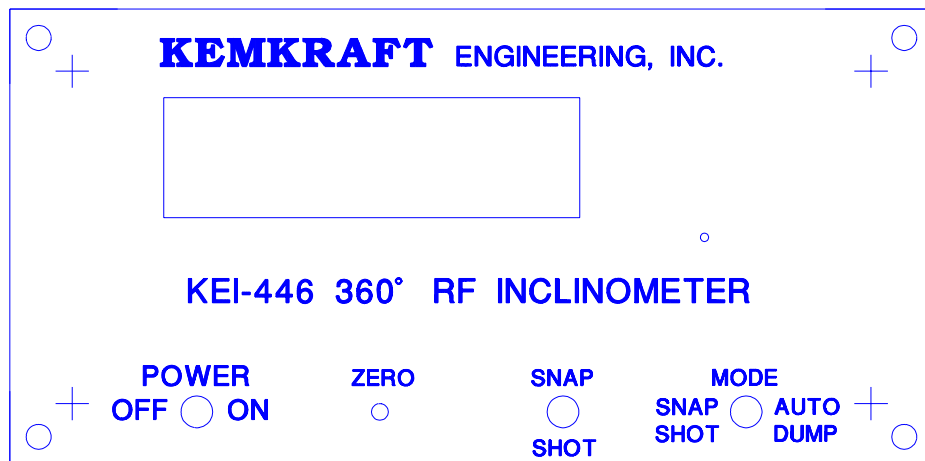 KEMKRAFT ENGINEERING, INC.
KEI-446 360° RF INCLINOMETER
POWER
OFF ON
ZERO
SNAP
SHOT
MODE
SNAP SHOT
AUTO DUMP